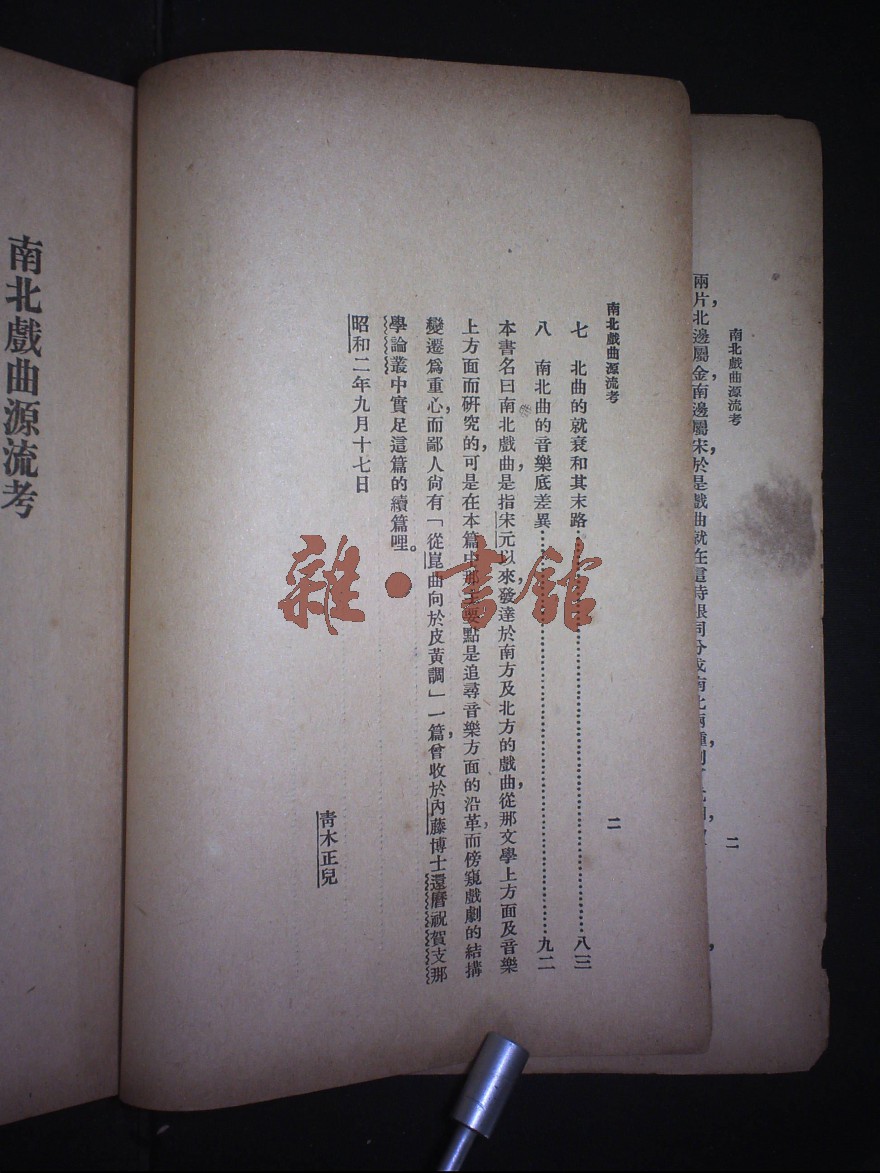 南北戲曲源流考
二
兩片，北邊屬金，南邊屬宋，於是戲曲就在這時
南北戲曲源流考
二
七　北曲的就衰和其末路……八三
八　南北曲的音樂底差異……九二
本書名曰南北戲曲，是指宋元以來，發達於南方及北方的戲曲，從那文學上方面及音樂
上方面而研究的，可是在本篇中，那主要點是追尋音樂方面的沿革，而傍窺戲劇的結搆
變遷爲重心，而鄙人尙有「從崑曲向於皮黃調」一篇，曾收於內藤博士還曆祝賀支那
學論叢中，實足這篇的續篇哩。
昭和二年九月十七日
靑木正兒
南北戲曲源流考
雜·書館